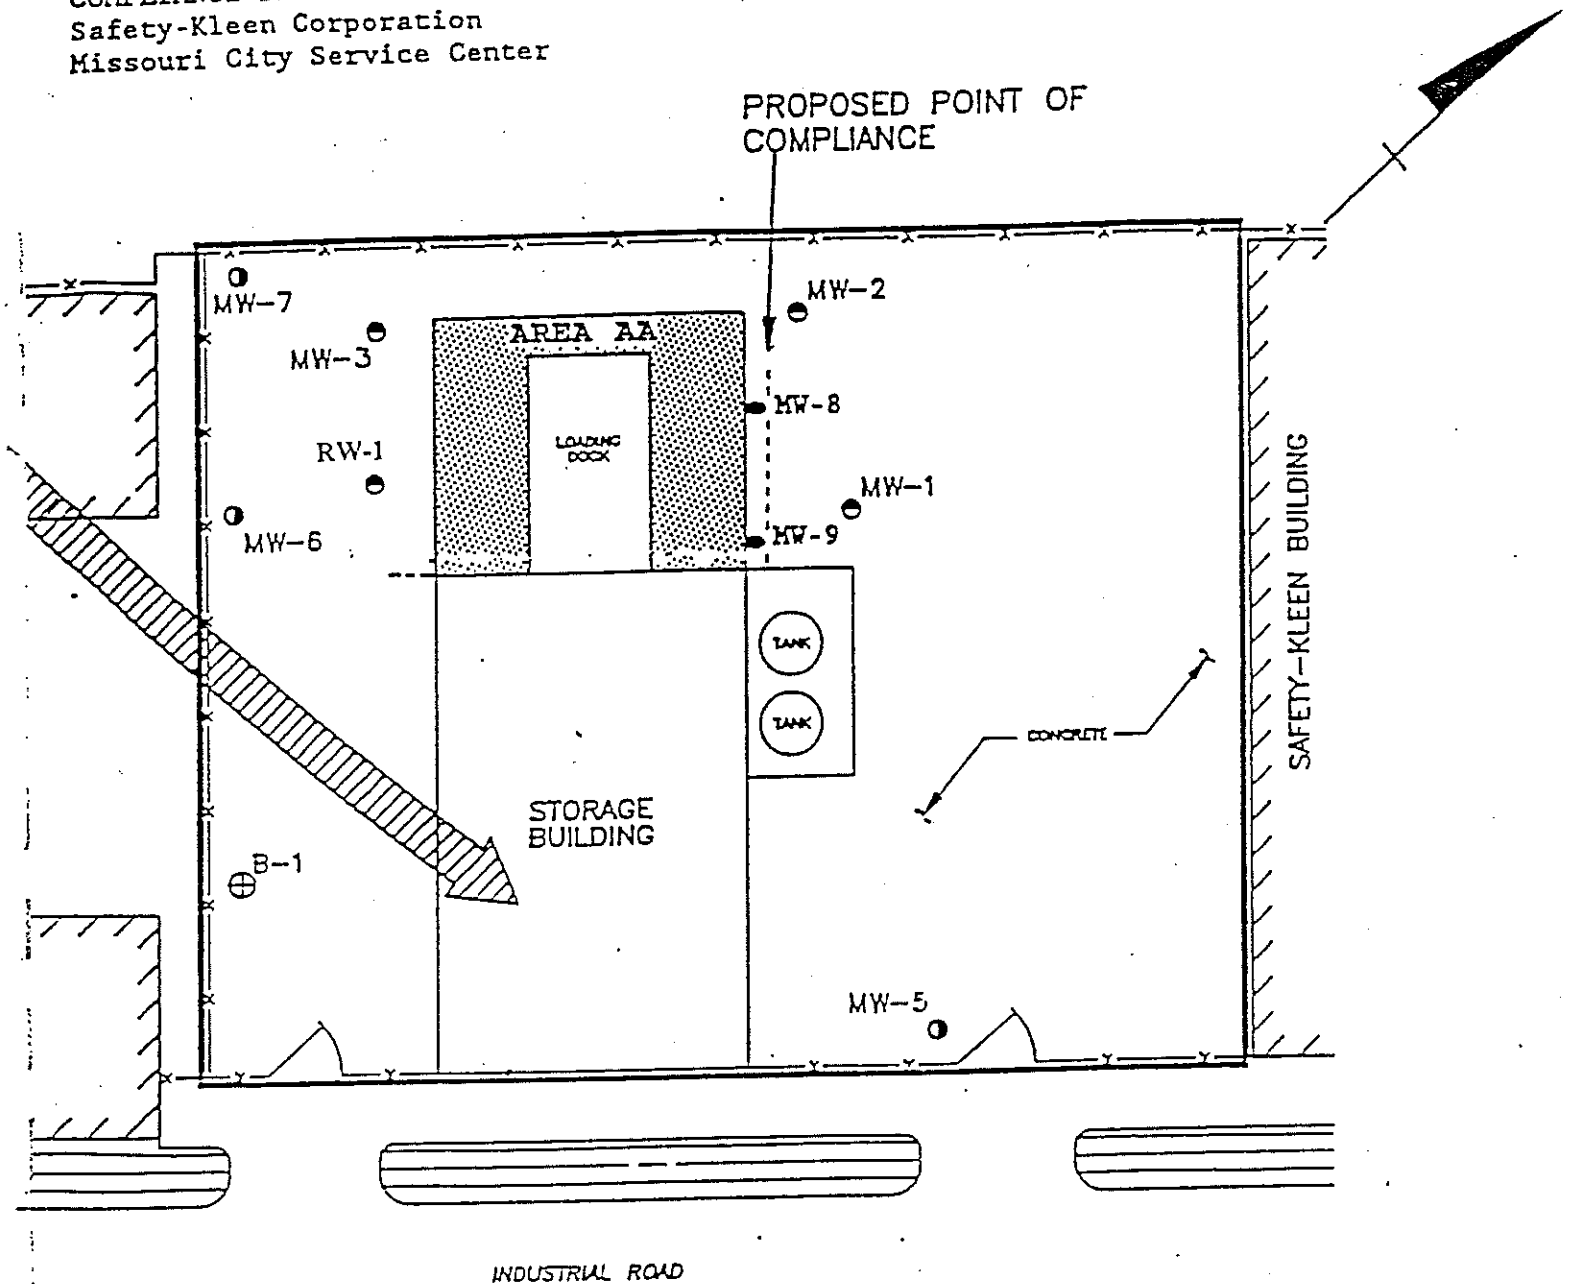 Safety-Kleen Corporation
Missouri City Service Center
PROPOSED POINT OF
COMPLIANCE
MW-7
MW-2
AREA AA
MW-3
MW-8
LOADING
DOCK
RW-1
MW-1
MW-6
MW-9
TANK
TANK
CONCRETE
SAFETY-KLEEN BUILDING
STORAGE
BUILDING
B-1
MW-5
INDUSTRIAL ROAD